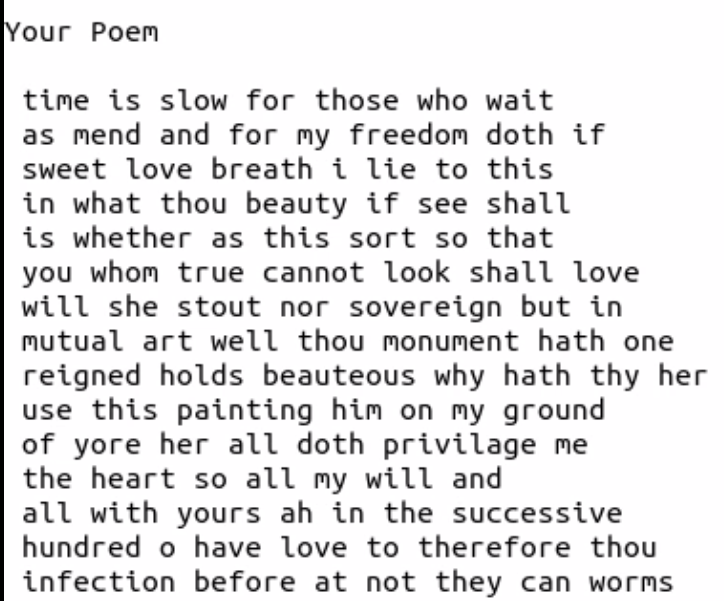 Your Poem
time is slow for those who wait
as mend and for my freedom doth if
sweet love breath i lie to this
in what thou beauty if see shall
is whether as this sort so that
you whom true cannot look shall love
will she stout nor sovereign but in
mutual art well thou monument hath one
reigned holds beauteous why hath thy her
use this painting him on my ground
of yore her all doth privilage me
the heart so all my will and
all with yours ah in the successive
hundred o have love to therefore thou
infection before at not they can worms